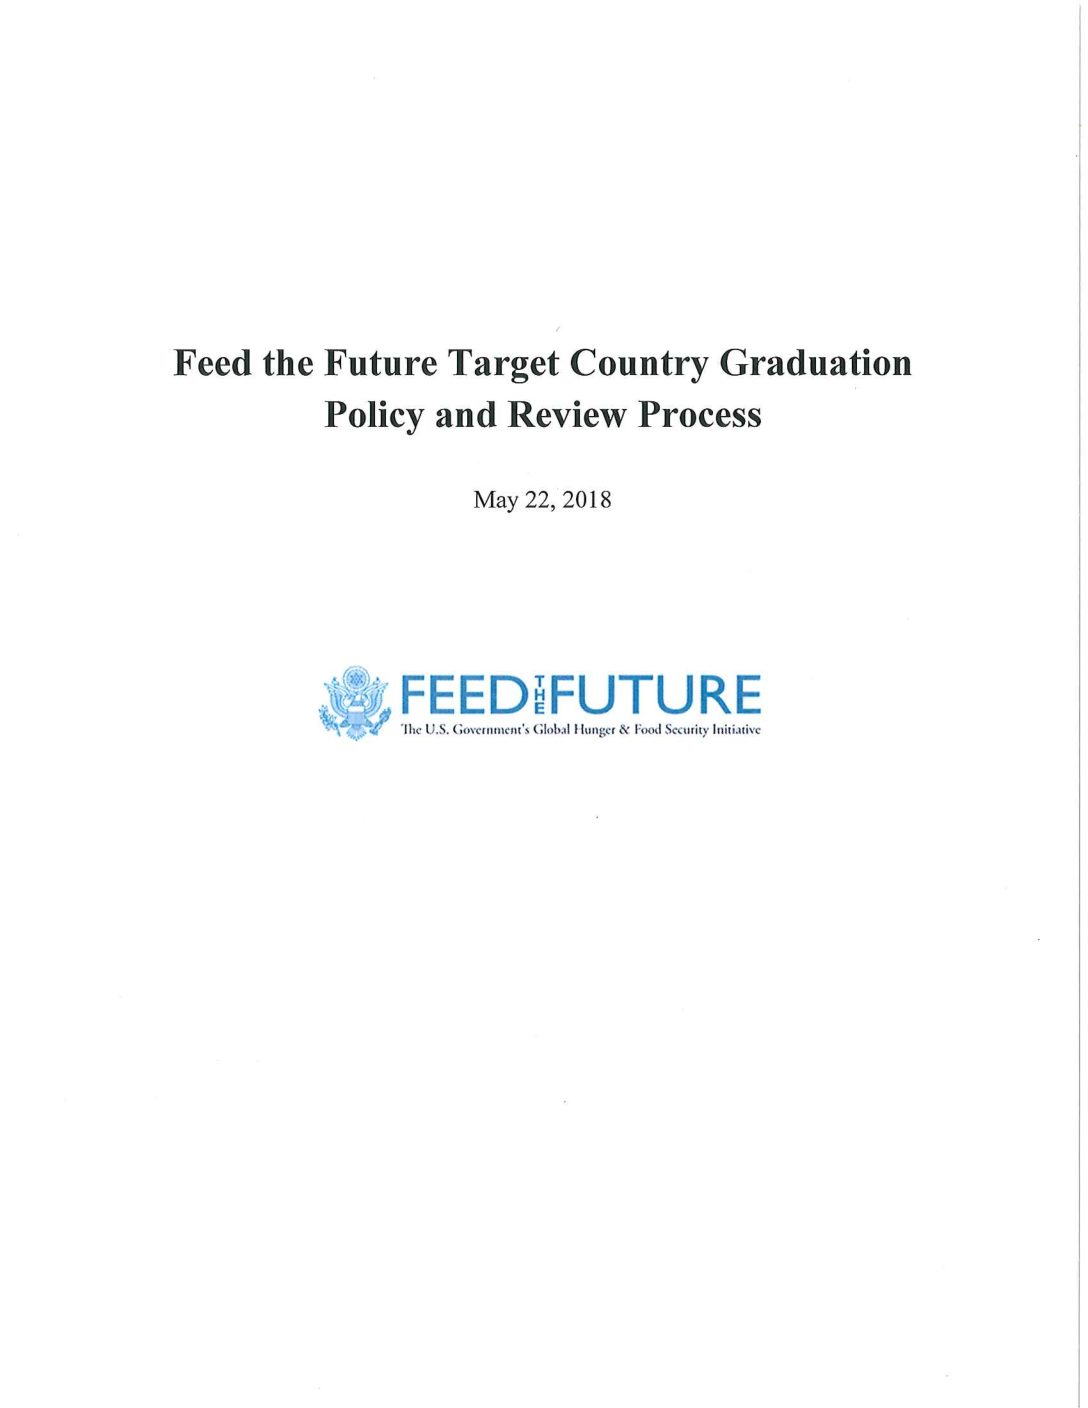 Feed the Future Target Country Graduation
Policy and Review Process
May 22, 2018
FEED THE FUTURE
The U.S. Government's Global Hunger & Food Security Initiative